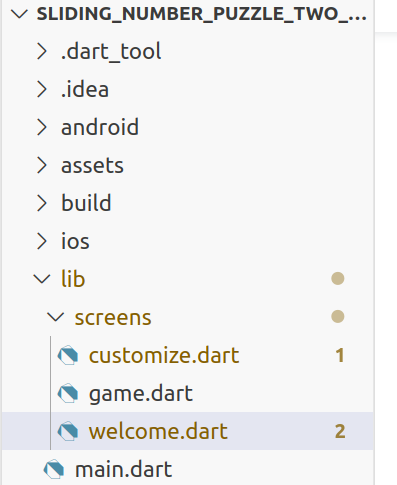 SLIDING_NUMBER_PUZZLE_TWO_...
.dart_tool
.idea
android
assets
build
ios
lib
screens
customize.dart 1
game.dart
welcome.dart 2
main.dart